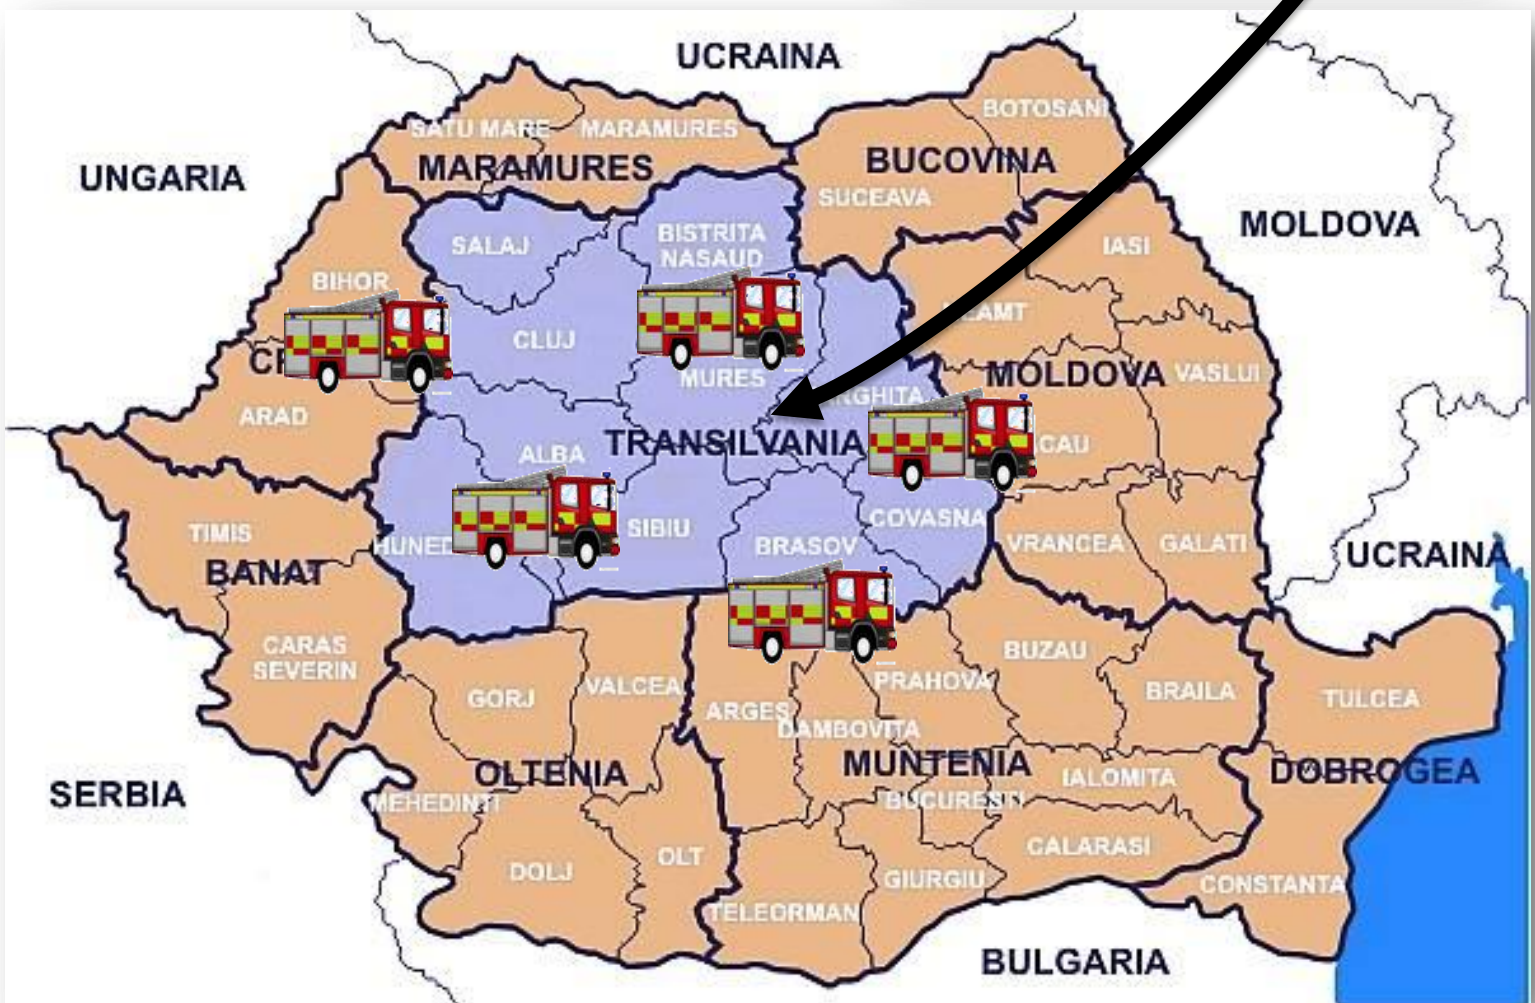 UCRAINA
BOTOSANI
SATU MARE
MARAMURES
MARAMURES
BUCOVINA
UNGARIA
SUCEAVA
MOLDOVA
SALAJ
BISTRITA
NASAUD
IASI
BIHOR
CLUJ
MURES
MOLDOVA
VASLUI
ARAD
TRANSILVANIA
ALBA
COVASNA
SIBIU
TIMIS
BRASOV
VRANCEA
GALATI
UCRAINA
BANAT
CARAS
SEVERIN
BUZAU
PRAHOVA
VALCEA
GORJ
BRAILA
TULCEA
ARGES
DAMBOVITA
MUNTENIA
OLTENIA
IALOMITA
DOBROGEA
SERBIA
MEHEDINTI
BUCURESTI
CALARASI
OLT
DOLJ
GIURGIU
CONSTANTA
TELEORMAN
BULGARIA